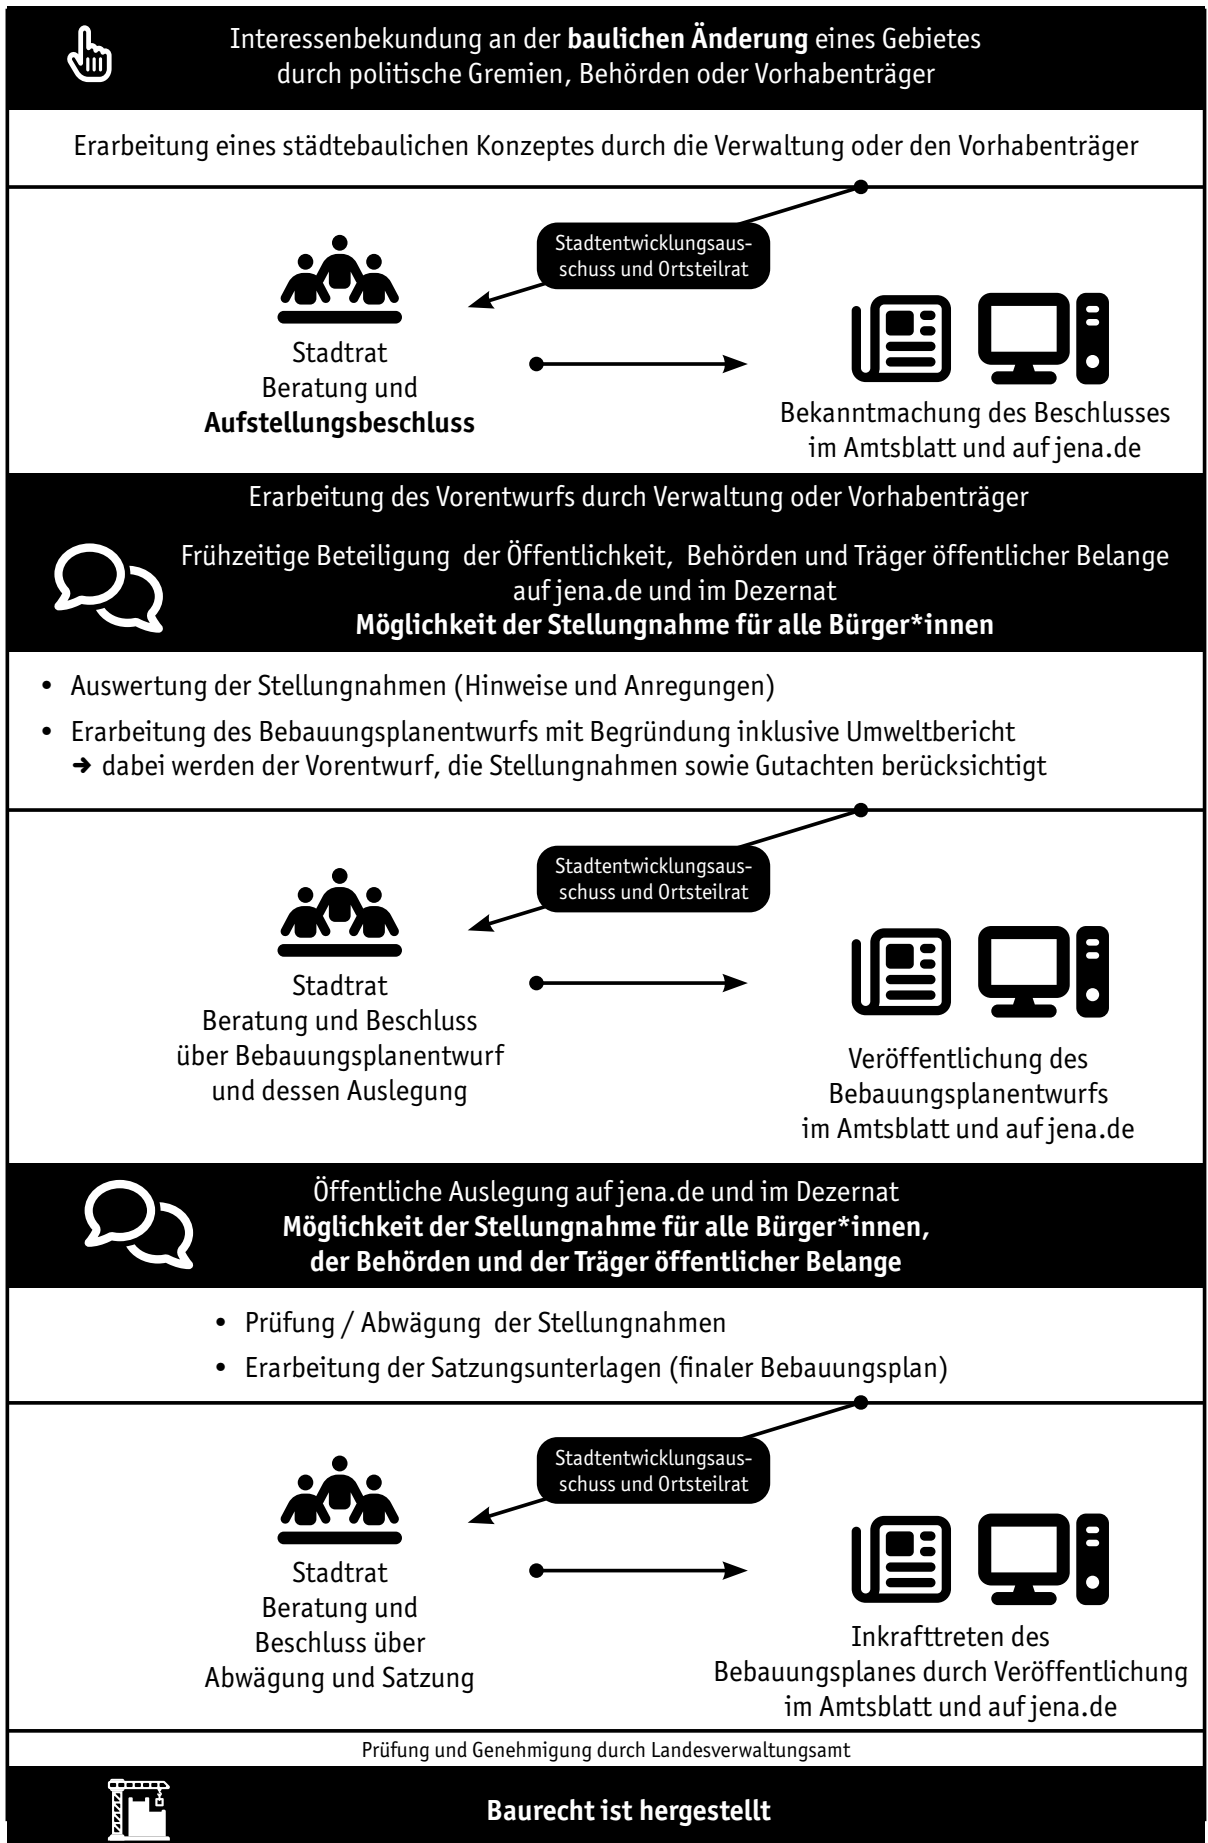 Interessenbekundung an der baulichen Änderung eines Gebietes
durch politische Gremien, Behörden oder Vorhabenträger
Erarbeitung eines städtebaulichen Konzeptes durch die Verwaltung oder den Vorhabenträger
Stadtentwicklungsaus-
schuss und Ortsteilrat
Stadtrat
Beratung und
Aufstellungsbeschluss
Bekanntmachung des Beschlusses
im Amtsblatt und auf jena.de
Erarbeitung des Vorentwurfs durch Verwaltung oder Vorhabenträger
Frühzeitige Beteiligung der Öffentlichkeit, Behörden und Träger öffentlicher Belange
auf jena.de und im Dezernat
Möglichkeit der Stellungnahme für alle Bürger*innen
• Auswertung der Stellungnahmen (Hinweise und Anregungen)
• Erarbeitung des Bebauungsplanentwurfs mit Begründung inklusive Umweltbericht
➔ dabei werden der Vorentwurf, die Stellungnahmen sowie Gutachten berücksichtigt
Stadtentwicklungsaus-
schuss und Ortsteilrat
Stadtrat
Beratung und Beschluss
über Bebauungsplanentwurf
und dessen Auslegung
Veröffentlichung des
Bebauungsplanentwurfs
im Amtsblatt und auf jena.de
Öffentliche Auslegung auf jena.de und im Dezernat
Möglichkeit der Stellungnahme für alle Bürger*innen,
der Behörden und der Träger öffentlicher Belange
• Prüfung / Abwägung der Stellungnahmen
• Erarbeitung der Satzungsunterlagen (finaler Bebauungsplan)
Stadtentwicklungsaus-
schuss und Ortsteilrat
Stadtrat
Beratung und
Beschluss über
Abwägung und Satzung
Inkrafttreten des
Bebauungsplanes durch Veröffentlichung
im Amtsblatt und auf jena.de
Prüfung und Genehmigung durch Landesverwaltungsamt
Baurecht ist hergestellt